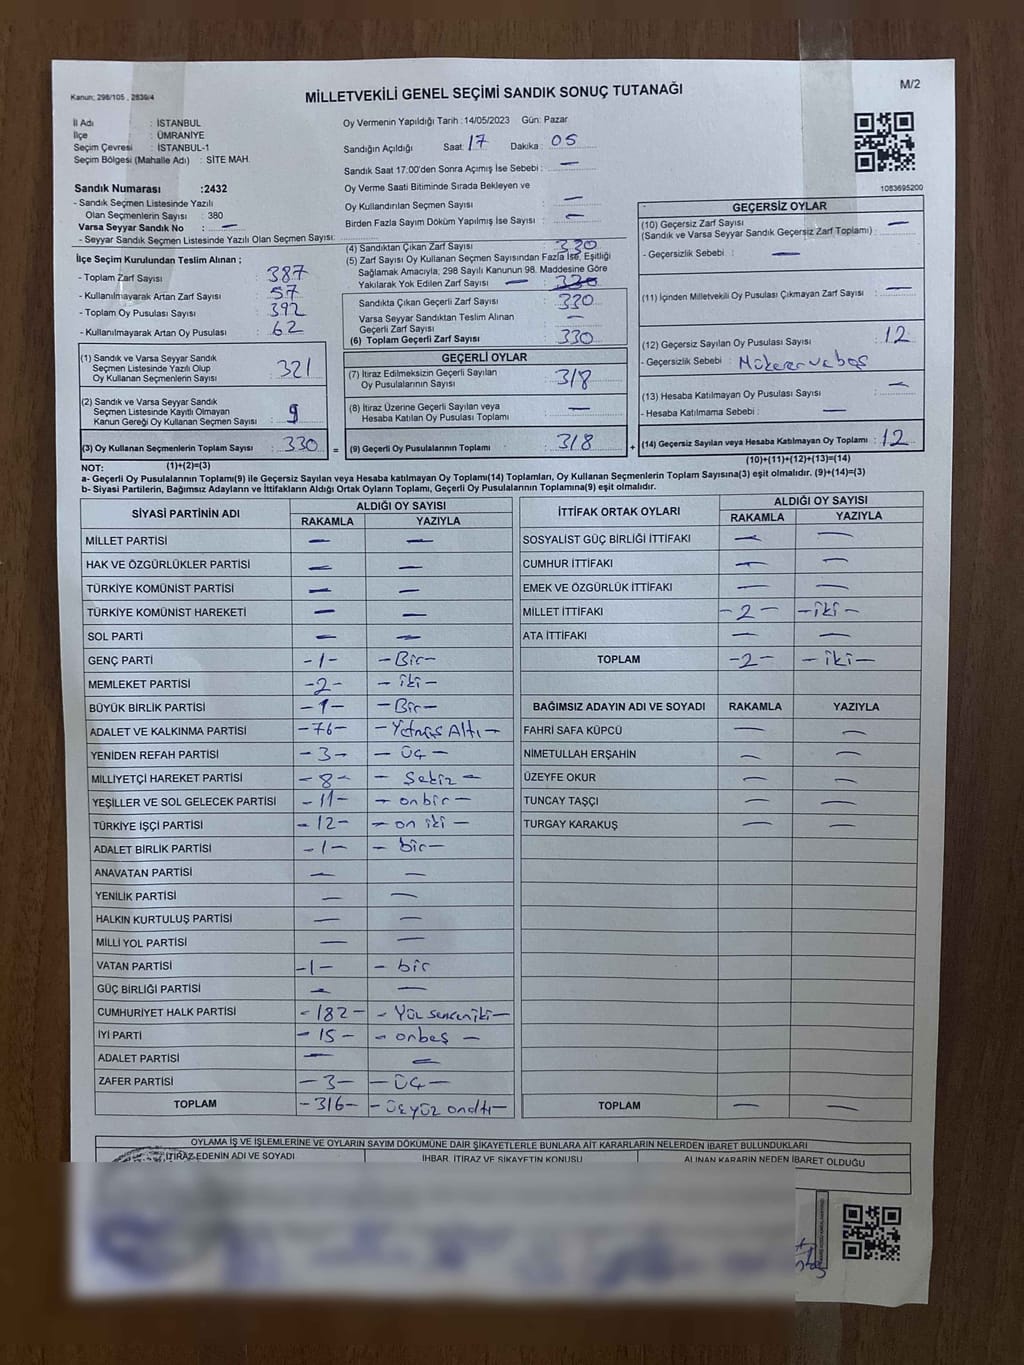 M/2
Kanun; 298/105 , 2839/4
MİLLETVEKİLİ GENEL SEÇİMİ SANDIK SONUÇ TUTANAĞI
İl Adı : İSTANBUL
İlçe : ÜMRANİYE
Seçim Çevresi : İSTANBUL-1
Seçim Bölgesi (Mahalle Adı) : SİTE MAH.
Oy Vermenin Yapıldığı Tarih :14/05/2023 Gün: Pazar
Sandığın Açıldığı Saat: 17 Dakika : 05
Sandık Saat 17:00'den Sonra Açımış İse Sebebi : —
Oy Verme Saati Bitiminde Sırada Bekleyen ve
Oy Kullandırılan Seçmen Sayısı : —
Birden Fazla Sayım Döküm Yapılmış İse Sayısı : —
1083695200
Sandık Numarası :2432
- Sandık Seçmen Listesinde Yazılı
Olan Seçmenlerin Sayısı : 380
Varsa Seyyar Sandık No : —
- Seyyar Sandık Seçmen Listesinde Yazılı Olan Seçmen Sayısı:
İlçe Seçim Kurulundan Teslim Alınan ;
- Toplam Zarf Sayısı : 387
- Kullanılmayarak Artan Zarf Sayısı : 57
- Toplam Oy Pusulası Sayısı : 392
- Kullanılmayarak Artan Oy Pusulası : 62
(1) Sandık ve Varsa Seyyar Sandık
Seçmen Listesinde Yazılı Olup
Oy Kullanan Seçmenlerin Sayısı : 321
(2) Sandık ve Varsa Seyyar Sandık
Seçmen Listesinde Kayıtlı Olmayan
Kanun Gereği Oy Kullanan Seçmen Sayısı : 9
(3) Oy Kullanan Seçmenlerin Toplam Sayısı : 330 =
(1)+(2)=(3)
(4) Sandıktan Çıkan Zarf Sayısı : 330
(5) Zarf Sayısı Oy Kullanan Seçmen Sayısından Fazla İse, Eşitliği
Sağlamak Amacıyla, 298 Sayılı Kanunun 98. Maddesine Göre
Yakılarak Yok Edilen Zarf Sayısı — : 330
Sandıkta Çıkan Geçerli Zarf Sayısı : 330
Varsa Seyyar Sandıktan Teslim Alınan
Geçerli Zarf Sayısı : —
(6) Toplam Geçerli Zarf Sayısı : 330
GEÇERLİ OYLAR
(7) İtiraz Edilmeksizin Geçerli Sayılan
Oy Pusulalarının Sayısı : 318
(8) İtiraz Üzerine Geçerli Sayılan veya
Hesaba Katılan Oy Pusulası Toplamı : —
(9) Geçerli Oy Pusulalarının Toplamı : 318 +
GEÇERSİZ OYLAR
(10) Geçersiz Zarf Sayısı
(Sandık ve Varsa Seyyar Sandık Geçersiz Zarf Toplamı) : —
- Geçersizlik Sebebi : —
(11) İçinden Milletvekili Oy Pusulası Çıkmayan Zarf Sayısı : —
(12) Geçersiz Sayılan Oy Pusulası Sayısı : 12
- Geçersizlik Sebebi : Mükerer ve boş
(13) Hesaba Katılmayan Oy Pusulası Sayısı : —
- Hesaba Katılmama Sebebi : —
(14) Geçersiz Sayılan veya Hesaba Katılmayan Oy Toplamı : 12
(10)+(11)+(12)+(13)=(14)
NOT:
a- Geçerli Oy Pusulalarının Toplamı(9) ile Geçersiz Sayılan veya Hesaba katılmayan Oy Toplamı(14) Toplamları, Oy Kullanan Seçmenlerin Toplam Sayısına(3) eşit olmalıdır. (9)+(14)=(3)
b- Siyasi Partilerin, Bağımsız Adayların ve İttifakların Aldığı Ortak Oyların Toplamı, Geçerli Oy Pusulalarının Toplamına(9) eşit olmalıdır.
SİYASİ PARTİNİN ADI ALDIĞI OY SAYISI
RAKAMLA YAZIYLA
MİLLET PARTİSİ — —
HAK VE ÖZGÜRLÜKLER PARTİSİ — —
TÜRKİYE KOMÜNİST PARTİSİ — —
TÜRKİYE KOMÜNİST HAREKETİ — —
SOL PARTİ — —
GENÇ PARTİ -1- -Bir-
MEMLEKET PARTİSİ -2- - iki -
BÜYÜK BİRLİK PARTİSİ -1- -Bir-
ADALET VE KALKINMA PARTİSİ -76- - Yetmiş Altı -
YENİDEN REFAH PARTİSİ - 3 - - Üç -
MİLLİYETÇİ HAREKET PARTİSİ - 8 - - Sekiz -
YEŞİLLER VE SOL GELECEK PARTİSİ - 11 - - onbir -
TÜRKİYE İŞÇİ PARTİSİ - 12 - - on iki -
ADALET BİRLİK PARTİSİ - 1 - - bir-
ANAVATAN PARTİSİ — —
YENİLİK PARTİSİ — —
HALKIN KURTULUŞ PARTİSİ — —
MİLLİ YOL PARTİSİ — —
VATAN PARTİSİ -1- - bir
GÜÇ BİRLİĞİ PARTİSİ — —
CUMHURİYET HALK PARTİSİ - 182 - - Yüz senceniki-
İYİ PARTİ - 15 - - onbeş -
ADALET PARTİSİ — —
ZAFER PARTİSİ - 3 - - Üç -
TOPLAM -316- - üçyüz onaltı-
İTTİFAK ORTAK OYLARI ALDIĞI OY SAYISI
RAKAMLA YAZIYLA
SOSYALİST GÜÇ BİRLİĞİ İTTİFAKI — —
CUMHUR İTTİFAKI — —
EMEK VE ÖZGÜRLÜK İTTİFAKI — —
MİLLET İTTİFAKI - 2 - - iki -
ATA İTTİFAKI — —
TOPLAM -2- - iki -
BAĞIMSIZ ADAYIN ADI VE SOYADI RAKAMLA YAZIYLA
FAHRİ SAFA KÜPCÜ — —
NİMETULLAH ERŞAHİN — —
ÜZEYFE OKUR — —
TUNCAY TAŞÇI — —
TURGAY KARAKUŞ — —
TOPLAM — —
OYLAMA İŞ VE İŞLEMLERİNE VE OYLARIN SAYIM DÖKÜMÜNE DAİR ŞİKAYETLERLE BUNLARA AİT KARARLARIN NELERDEN İBARET BULUNDUKLARI
İTİRAZ EDENİN ADI VE SOYADI İHBAR, İTİRAZ VE ŞİKAYETİN KONUSU ALINAN KARARIN NEDEN İBARET OLDUĞU